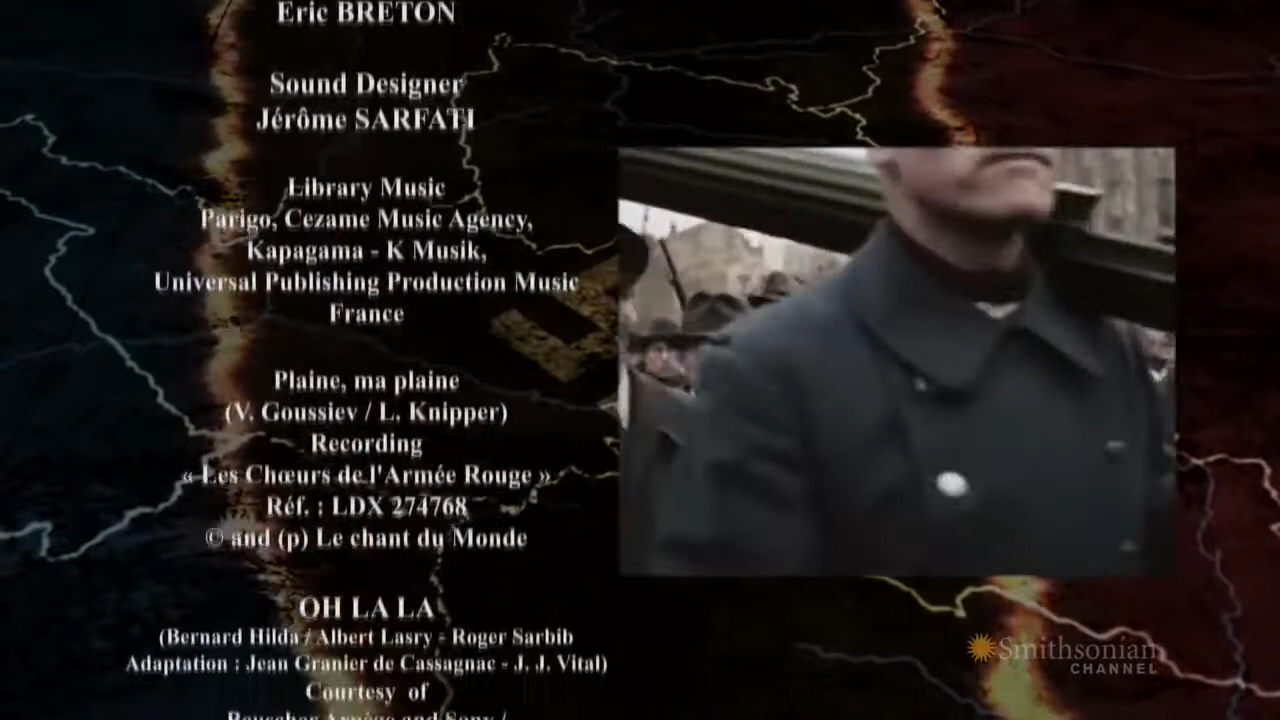 Eric BRETON
Sound Designer
Jérôme SARFATI
Library Music
Parigo, Cezame Music Agency,
Kapagama - K Musik,
Universal Publishing Production Music
France
Plaine, ma plaine
(V. Goussiev / L. Knipper)
Recording
« Les Chœurs de l'Armée Rouge »
Réf. : LDX 274768
© and (p) Le chant du Monde
OH LA LA
(Bernard Hilda / Albert Lasry - Roger Sarbib
Adaptation : Jean Granier de Cassagnac - J. J. Vital)
Courtesy of
and Sony /
Smithsonian
CHANNEL